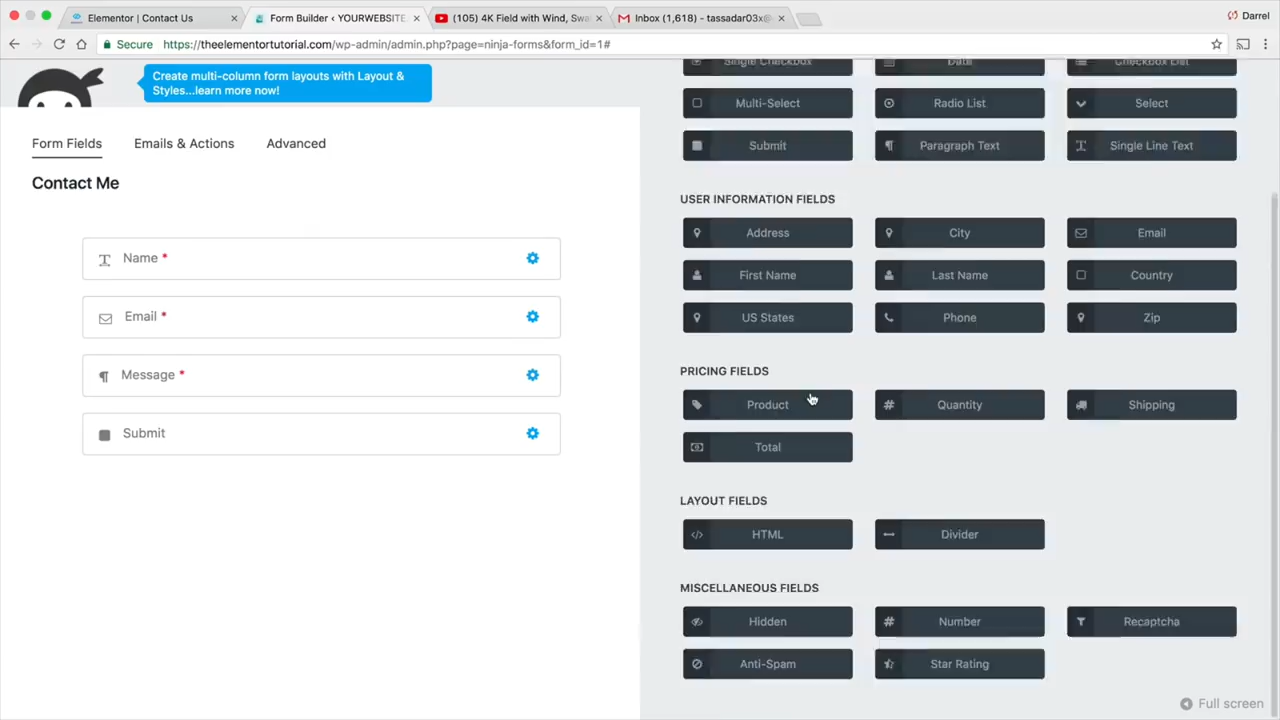 Elementor | Contact Us
Form Builder < YOURWEBSITE
(105) 4K Field with Wind, Swa
Inbox (1,618) - tassadar03x@
Darrel
Secure
https://theelementortutorial.com/wp-admin/admin.php?page=ninja-forms&form_id=1#
Create multi-column form layouts with Layout &
Styles...learn more now!
Form Fields
Emails & Actions
Advanced
Contact Me
Name *
Email *
Message *
Submit
Single Checkbox
Date
Checkbox List
Multi-Select
Radio List
Select
Submit
Paragraph Text
Single Line Text
USER INFORMATION FIELDS
Address
City
Email
First Name
Last Name
Country
US States
Phone
Zip
PRICING FIELDS
Product
Quantity
Shipping
Total
LAYOUT FIELDS
HTML
Divider
MISCELLANEOUS FIELDS
Hidden
Number
Recaptcha
Anti-Spam
Star Rating
Full screen